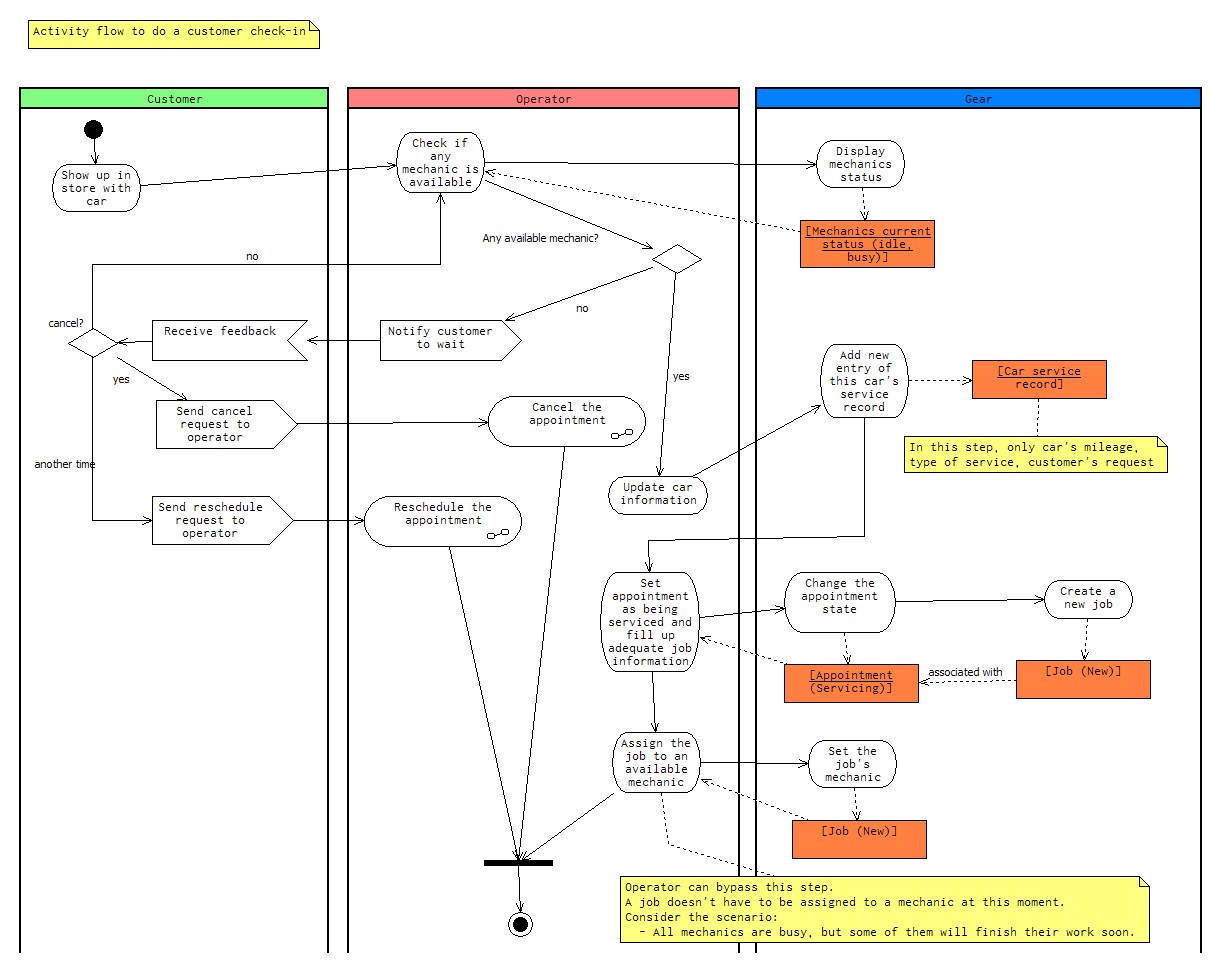 Activity flow to do a customer check-in
Customer
Operator
Gear
Show up in
store with
car
Check if
any
mechanic is
available
Display
mechanics
status
[Mechanics current
status (idle,
busy)]
Any available mechanic?
no
no
yes
cancel?
Receive feedback
Notify customer
to wait
yes
Send cancel
request to
operator
Cancel the
appointment
another time
Send reschedule
request to
operator
Reschedule the
appointment
Update car
information
Add new
entry of
this car's
service
record
[Car service
record]
In this step, only car's mileage,
type of service, customer's request
Set
appointment
as being
serviced and
fill up
adequate job
information
Change the
appointment
state
Create a
new job
[Appointment
(Servicing)]
associated with
[Job (New)]
Assign the
job to an
available
mechanic
Set the
job's
mechanic
[Job (New)]
Operator can bypass this step.
A job doesn't have to be assigned to a mechanic at this moment.
Consider the scenario:
- All mechanics are busy, but some of them will finish their work soon.